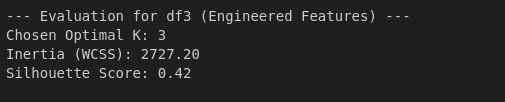 --- Evaluation for df3 (Engineered Features) ---
Chosen Optimal K: 3
Inertia (WCSS): 2727.20
Silhouette Score: 0.42